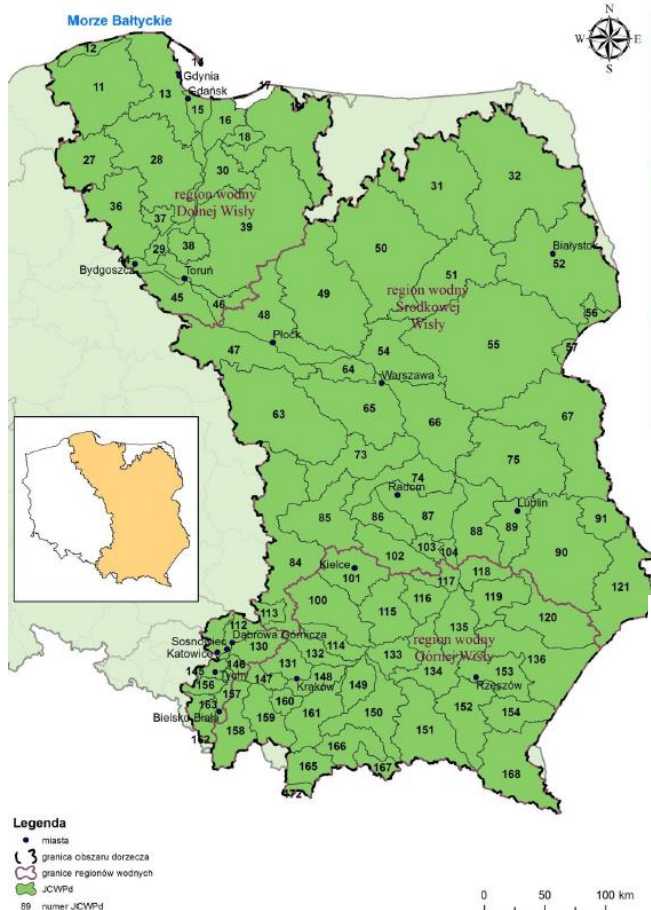 Morze Bałtyckie
N
W E
S
12
14
Gdynia
11
13
Gdańsk
17
15
16
19
18
27
28
30
31
32
region wodny
Dolnej Wisły
36
37
39
50
Białystok
52
29
38
51
Bydgoszcz
44
Toruń
49
region wodny
Środkowej
Wisły
45
46
48
56
47
Płock
54
55
57
64
Warszawa
63
65
66
67
73
75
74
Radom
Lublin
85
86
87
88
89
91
90
84
102
103
104
Kielce
101
117
118
121
100
116
119
113
115
120
112
135
Sosnowiec
Dąbrowa Górnicza
130
114
region wodny
Górnej Wisły
136
Katowice
132
133
145
146
131
134
153
Tychy
147
148
Rzeszów
156
157
Kraków
149
163
160
152
154
Bielsko-Biała
159
161
150
151
162
158
166
165
167
168
172
Legenda
miasta
granica obszaru dorzecza
granice regionów wodnych
JCWPd
89 numer JCWPd
0 50 100 km